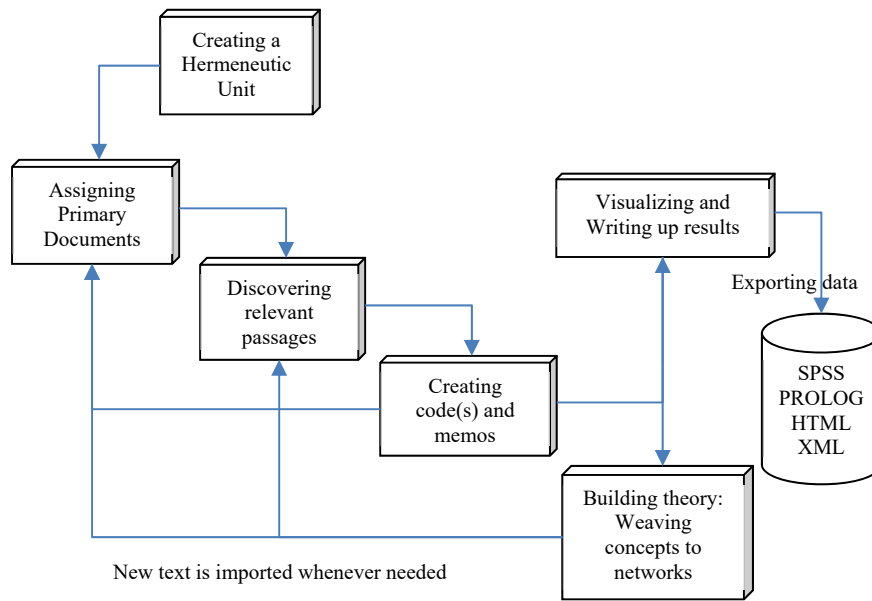 Creating a
Hermeneutic
Unit
Assigning
Primary
Documents
Visualizing and
Writing up results
Discovering
relevant
passages
Exporting data
Creating
code(s) and
memos
SPSS
PROLOG
HTML
XML
Building theory:
Weaving
concepts to
networks
New text is imported whenever needed